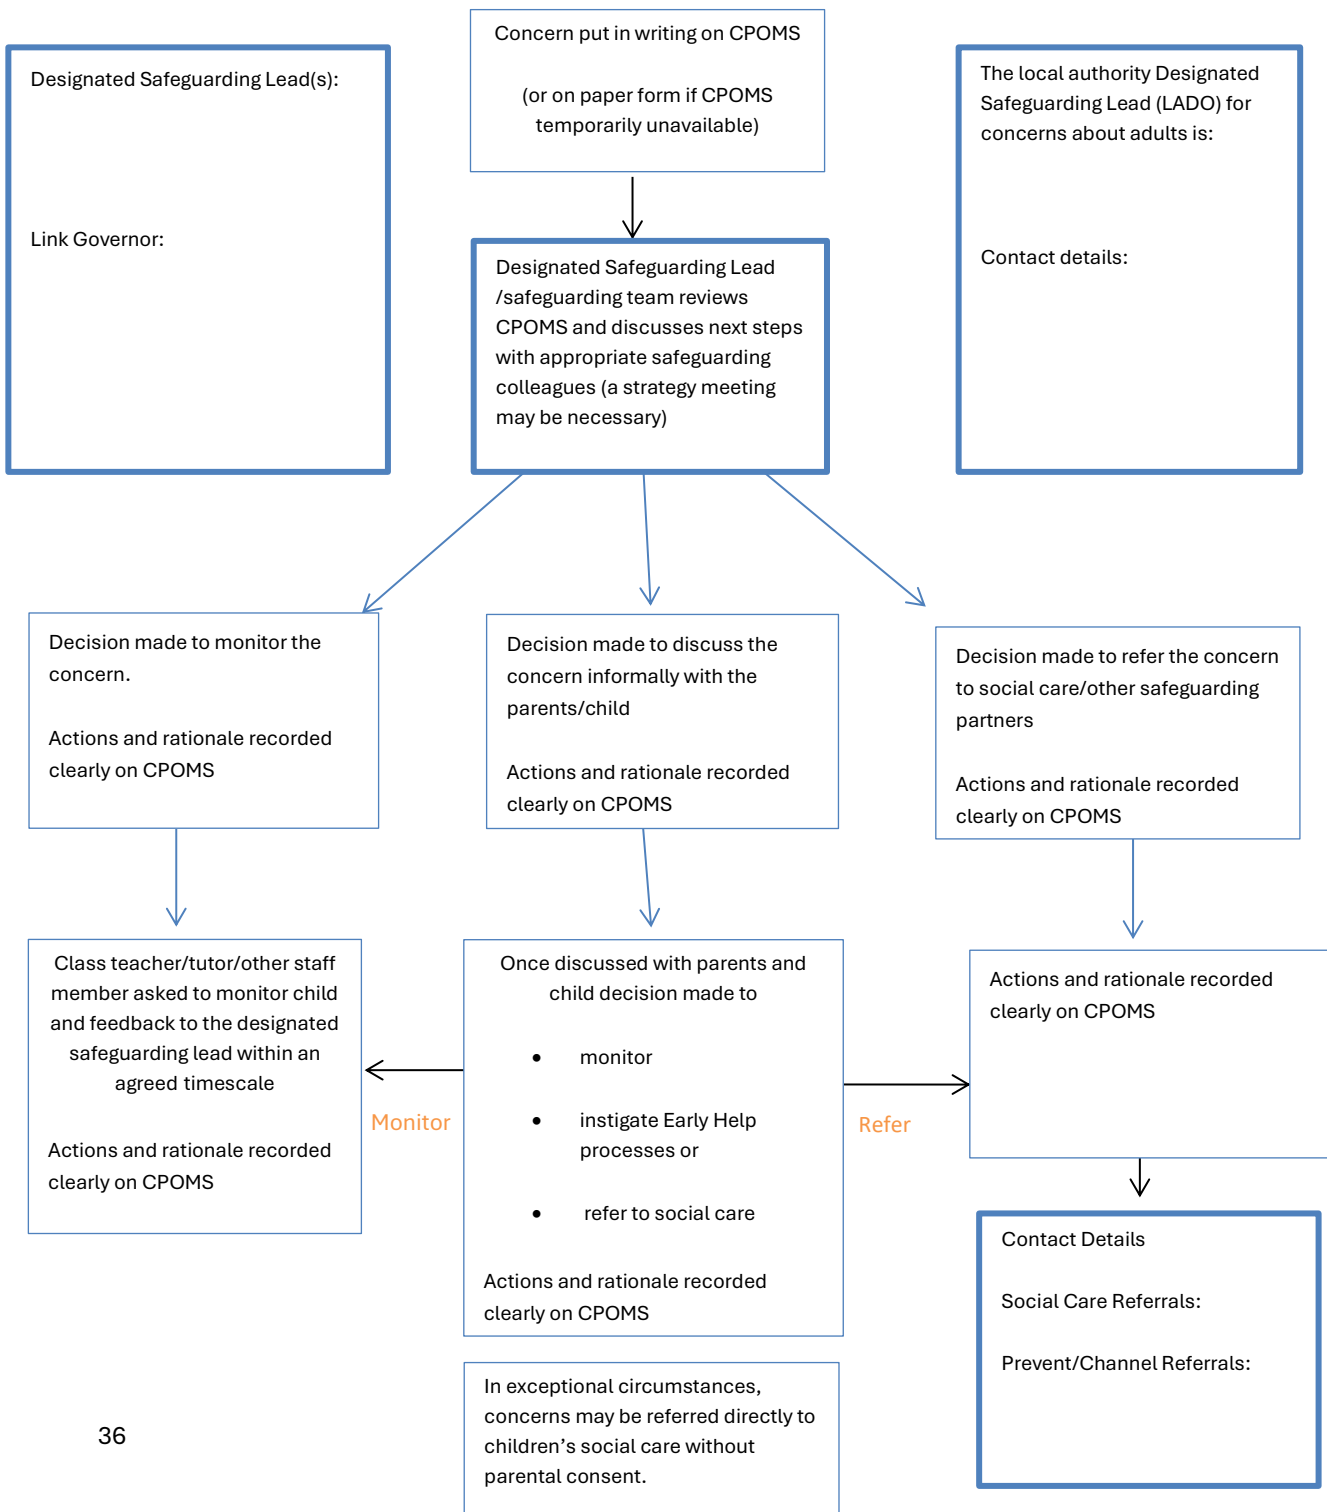 Concern put in writing on CPOMS
(or on paper form if CPOMS
temporarily unavailable)
Designated Safeguarding Lead(s):
Link Governor:
The local authority Designated
Safeguarding Lead (LADO) for
concerns about adults is:
Contact details:
Designated Safeguarding Lead
/safeguarding team reviews
CPOMS and discusses next steps
with appropriate safeguarding
colleagues (a strategy meeting
may be necessary)
Decision made to monitor the
concern.
Actions and rationale recorded
clearly on CPOMS
Decision made to discuss the
concern informally with the
parents/child
Actions and rationale recorded
clearly on CPOMS
Decision made to refer the concern
to social care/other safeguarding
partners
Actions and rationale recorded
clearly on CPOMS
Class teacher/tutor/other staff
member asked to monitor child
and feedback to the designated
safeguarding lead within an
agreed timescale
Actions and rationale recorded
clearly on CPOMS
Monitor
Once discussed with parents and
child decision made to
• monitor
• instigate Early Help
processes or
• refer to social care
Actions and rationale recorded
clearly on CPOMS
Refer
Actions and rationale recorded
clearly on CPOMS
Contact Details
Social Care Referrals:
Prevent/Channel Referrals:
In exceptional circumstances,
concerns may be referred directly to
children’s social care without
parental consent.
36